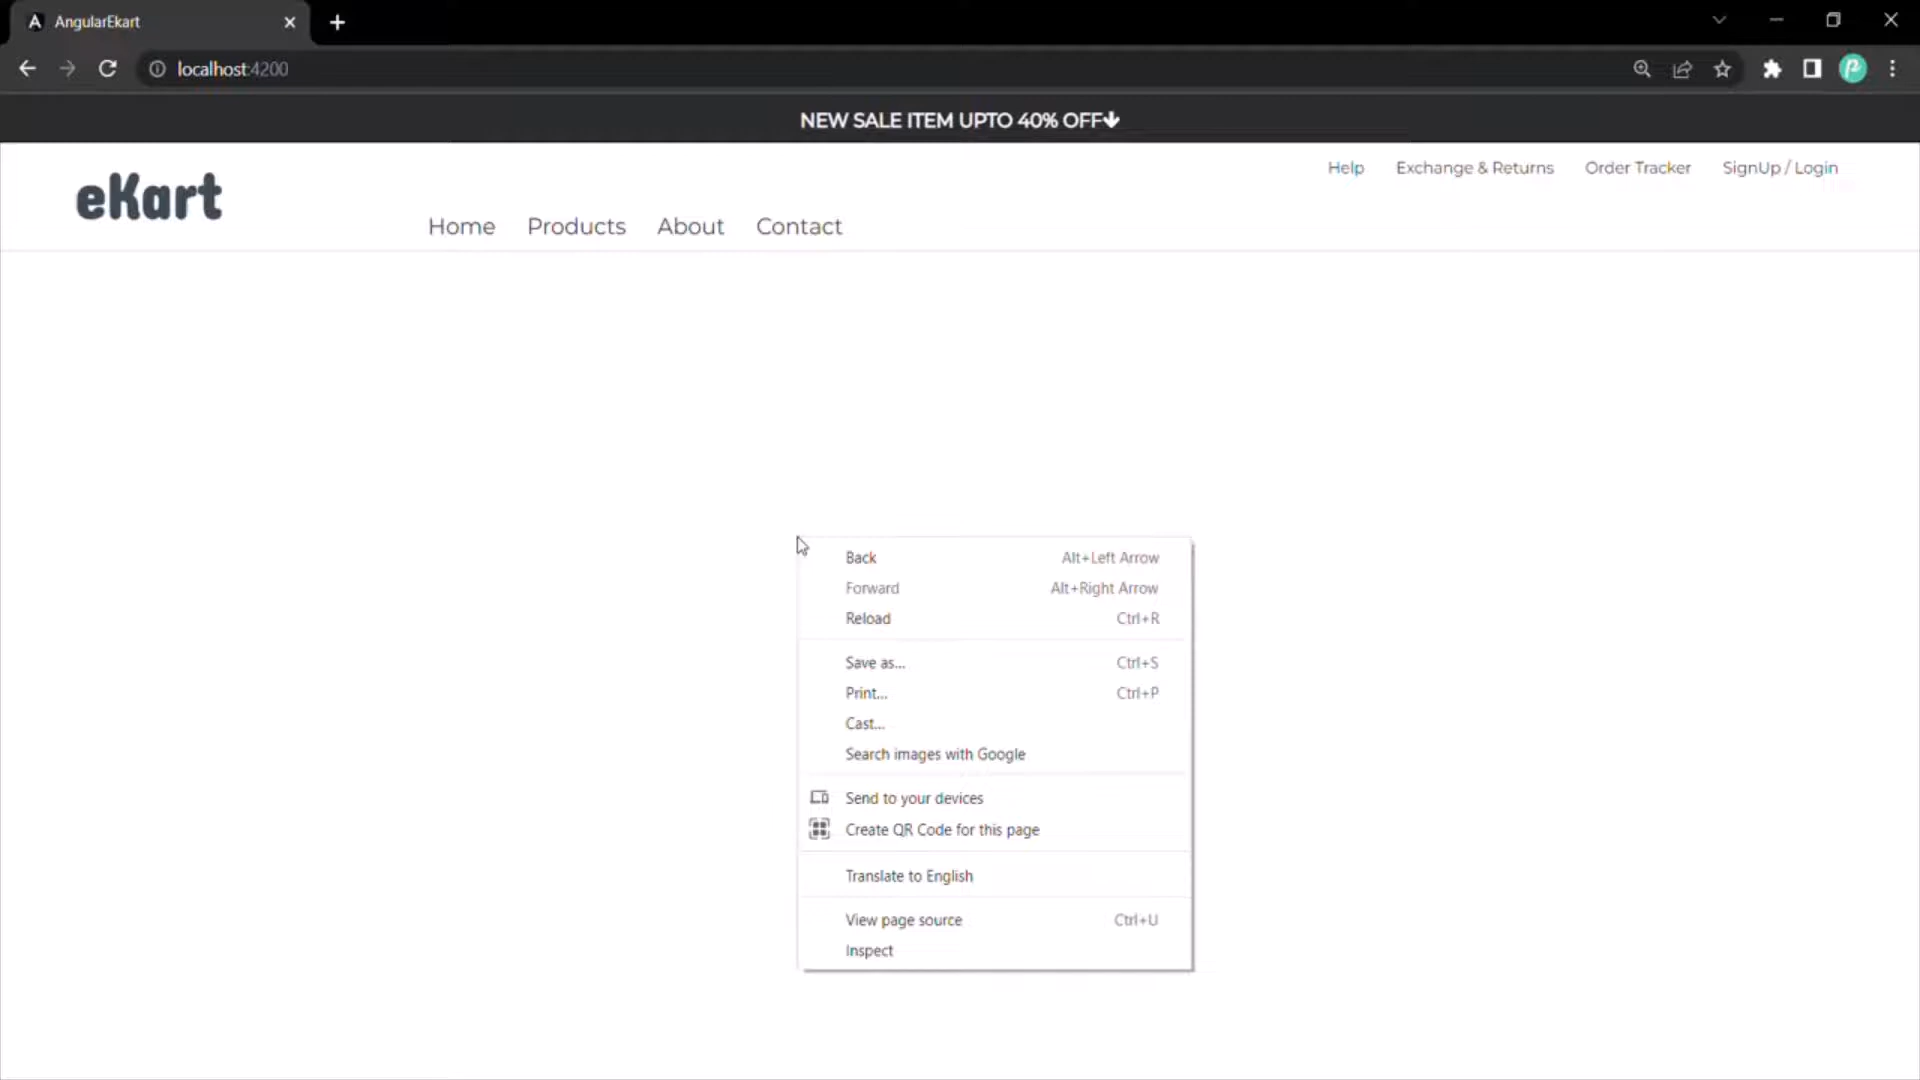 AngularEkart
localhost:4200
NEW SALE ITEM UPTO 40% OFF
Help Exchange & Returns Order Tracker SignUp / Login
eKart
Home Products About Contact
Back Alt+Left Arrow
Forward Alt+Right Arrow
Reload Ctrl+R
Save as... Ctrl+S
Print... Ctrl+P
Cast...
Search images with Google
Send to your devices
Create QR Code for this page
Translate to English
View page source Ctrl+U
Inspect